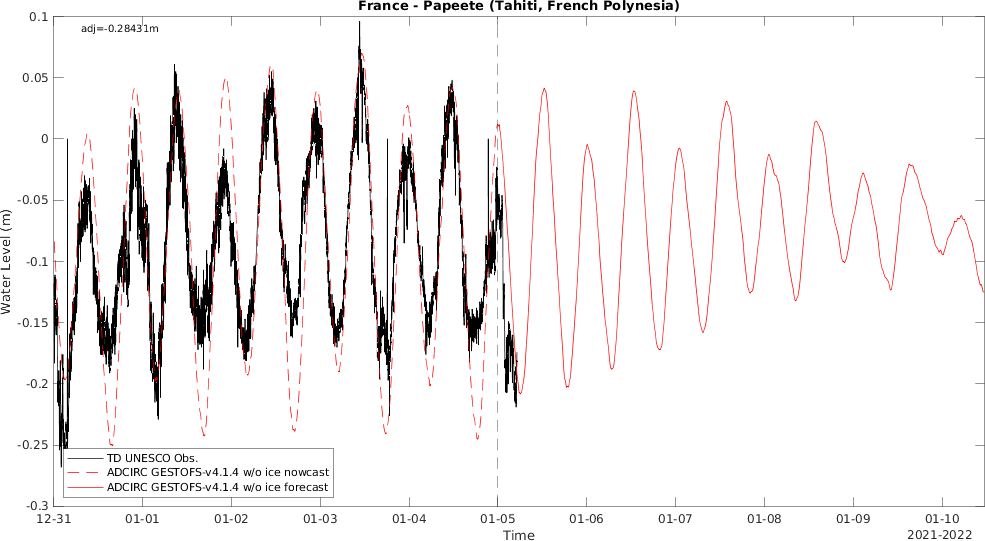 France - Papeete (Tahiti, French Polynesia)
adj=-0.28431m
0.1
0.05
0
-0.05
-0.1
-0.15
-0.2
-0.25
-0.3
Water Level (m)
TD UNESCO Obs.
ADCIRC GESTOFS-v4.1.4 w/o ice nowcast
ADCIRC GESTOFS-v4.1.4 w/o ice forecast
12-31 01-01 01-02 01-03 01-04 01-05 01-06 01-07 01-08 01-09 01-10
Time
2021-2022